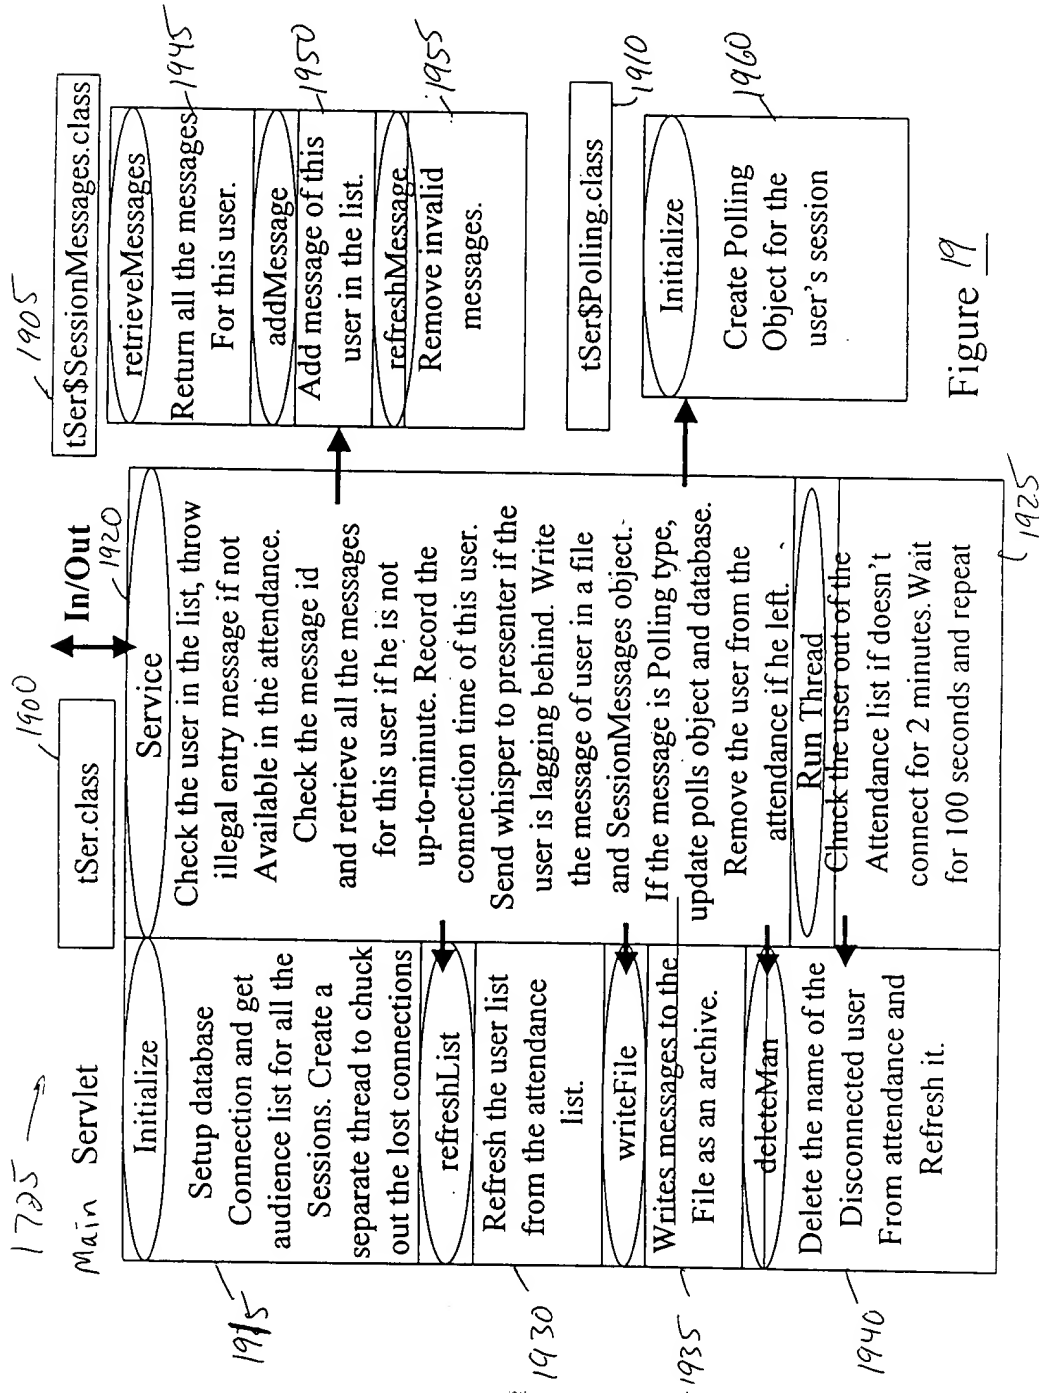 1725
Main Servlet
1900
tSer.class
In/Out
1920
1905
tSer$SessionMessages.class
Initialize
Setup database
Connection and get
audience list for all the
Sessions. Create a
separate thread to chuck
out the lost connections
1915
refreshList
Refresh the user list
from the attendance
list.
1930
writeFile
Writes messages to the
File as an archive.
1935
deleteMan
Delete the name of the
Disconnected user
From attendance and
Refresh it.
1940
Service
Check the user in the list, throw
illegal entry message if not
Available in the attendance.
Check the message id
and retrieve all the messages
for this user if he is not
up-to-minute. Record the
connection time of this user.
Send whisper to presenter if the
user is lagging behind. Write
the message of user in a file
and SessionMessages object.
If the message is Polling type,
update polls object and database.
Remove the user from the
attendance if he left.
Run Thread
Chuck the user out of the
Attendance list if doesn't
connect for 2 minutes.Wait
for 100 seconds and repeat
1925
retrieveMessages
Return all the messages
For this user.
1945
addMessage
Add message of this
user in the list.
1950
refreshMessage
Remove invalid
messages.
1955
tSer$Polling.class
1910
Initialize
Create Polling
Object for the
user's session
1960
Figure 19